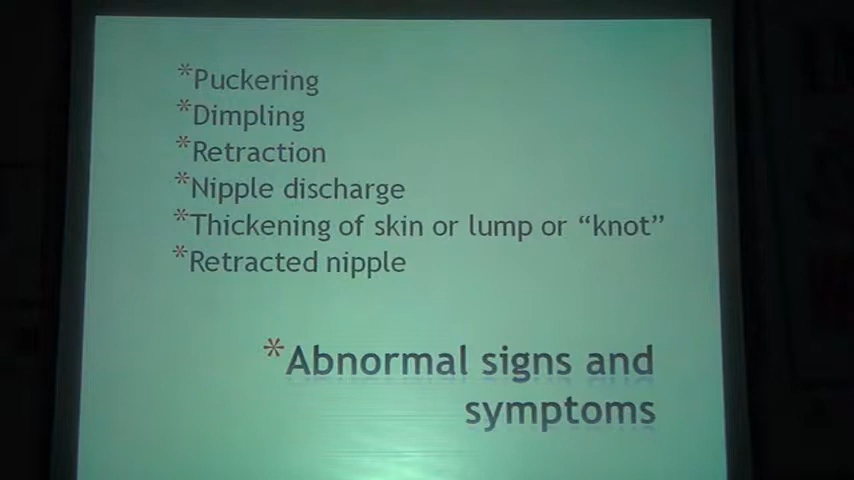 *Puckering
*Dimpling
*Retraction
*Nipple discharge
*Thickening of skin or lump or “knot”
*Retracted nipple
*Abnormal signs and
symptoms